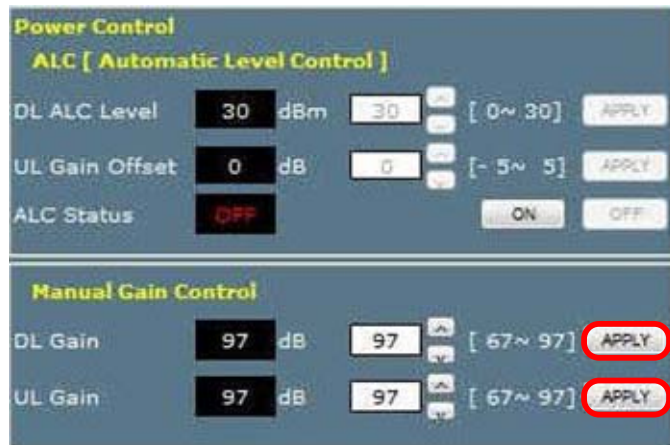 Power Control
ALC [ Automatic Level Control ]
DL ALC Level 30 dBm 30 [ 0~ 30] APPLY
UL Gain Offset 0 dB 0 [- 5~ 5] APPLY
ALC Status OFF ON OFF
Manual Gain Control
DL Gain 97 dB 97 [ 67~ 97] APPLY
UL Gain 97 dB 97 [ 67~ 97] APPLY